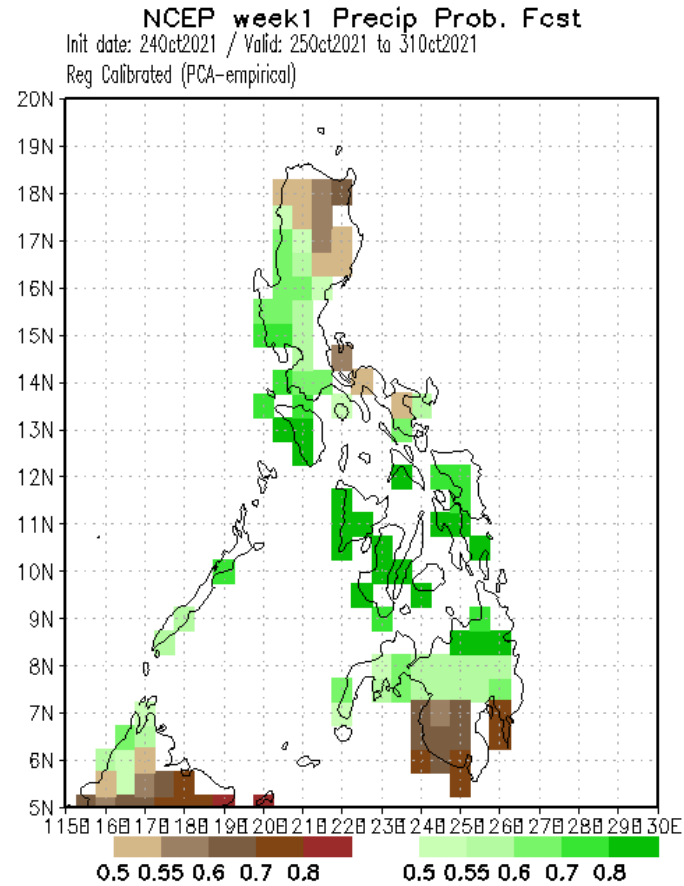 NCEP week1 Precip Prob. Fcst
Init date: 24Oct2021 / Valid: 25Oct2021 to 31Oct2021
Reg Calibrated (PCA-empirical)
20N
19N
18N
17N
16N
15N
14N
13N
12N
11N
10N
9N
8N
7N
6N
5N
115E 116E 117E 118E 119E 120E 121E 122E 123E 124E 125E 126E 127E 128E 129E 130E
0.5 0.55 0.6 0.7 0.8 0.5 0.55 0.6 0.7 0.8